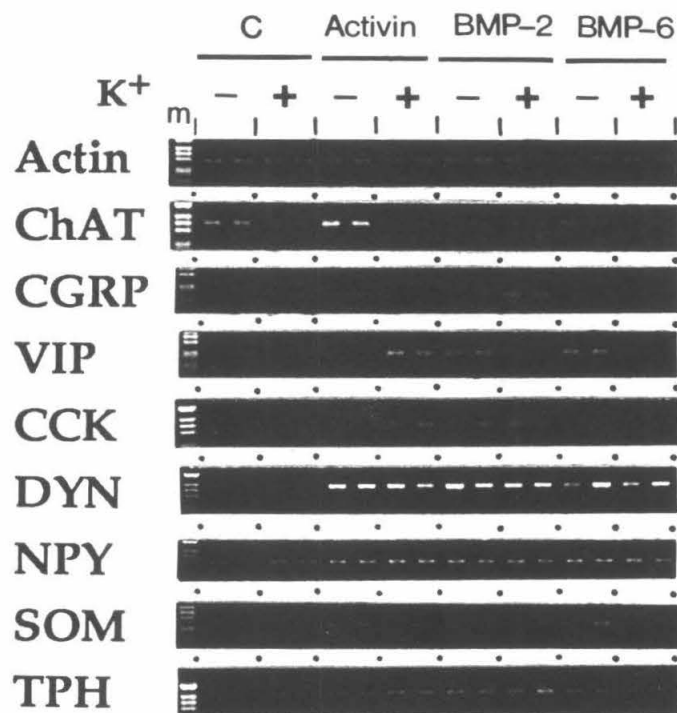 C Activin BMP-2 BMP-6
K+ − + − + − + − +
m
Actin
ChAT
CGRP
VIP
CCK
DYN
NPY
SOM
TPH